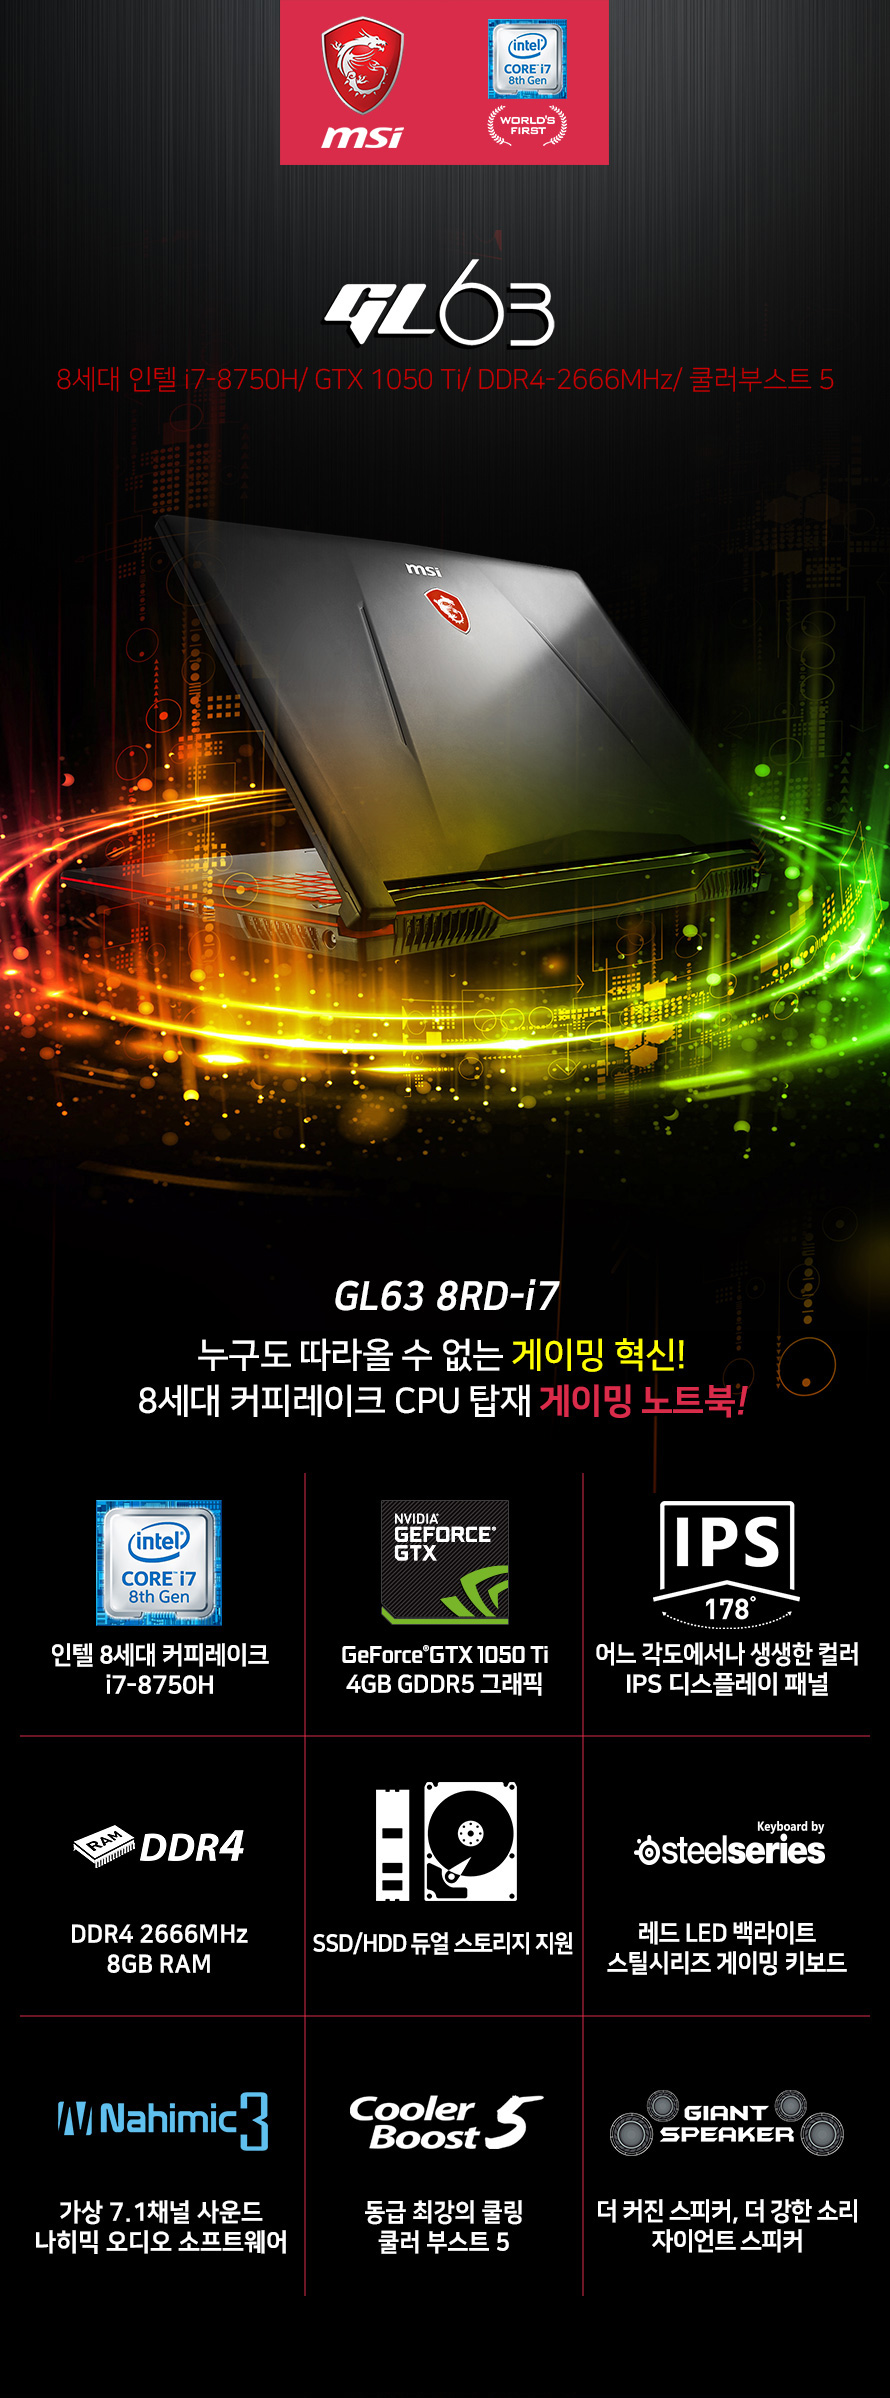 msi
intel
CORE™ i7
8th Gen
WORLD'S
FIRST
GL63
8세대 인텔 i7-8750H/ GTX 1050 Ti/ DDR4-2666MHz/ 쿨러부스트 5
msi
GL63 8RD-i7
누구도 따라올 수 없는 게이밍 혁신!
8세대 커피레이크 CPU 탑재 게이밍 노트북!
intel
CORE™ i7
8th Gen
인텔 8세대 커피레이크
i7-8750H
NVIDIA
GEFORCE®
GTX
GeForce®GTX 1050 Ti
4GB GDDR5 그래픽
IPS
178°
어느 각도에서나 생생한 컬러
IPS 디스플레이 패널
RAM DDR4
DDR4 2666MHz
8GB RAM
SSD/HDD 듀얼 스토리지 지원
Keyboard by
steelseries
레드 LED 백라이트
스틸시리즈 게이밍 키보드
Nahimic3
가상 7.1채널 사운드
나히믹 오디오 소프트웨어
Cooler
Boost 5
동급 최강의 쿨링
쿨러 부스트 5
GIANT
SPEAKER
더 커진 스피커, 더 강한 소리
자이언트 스피커